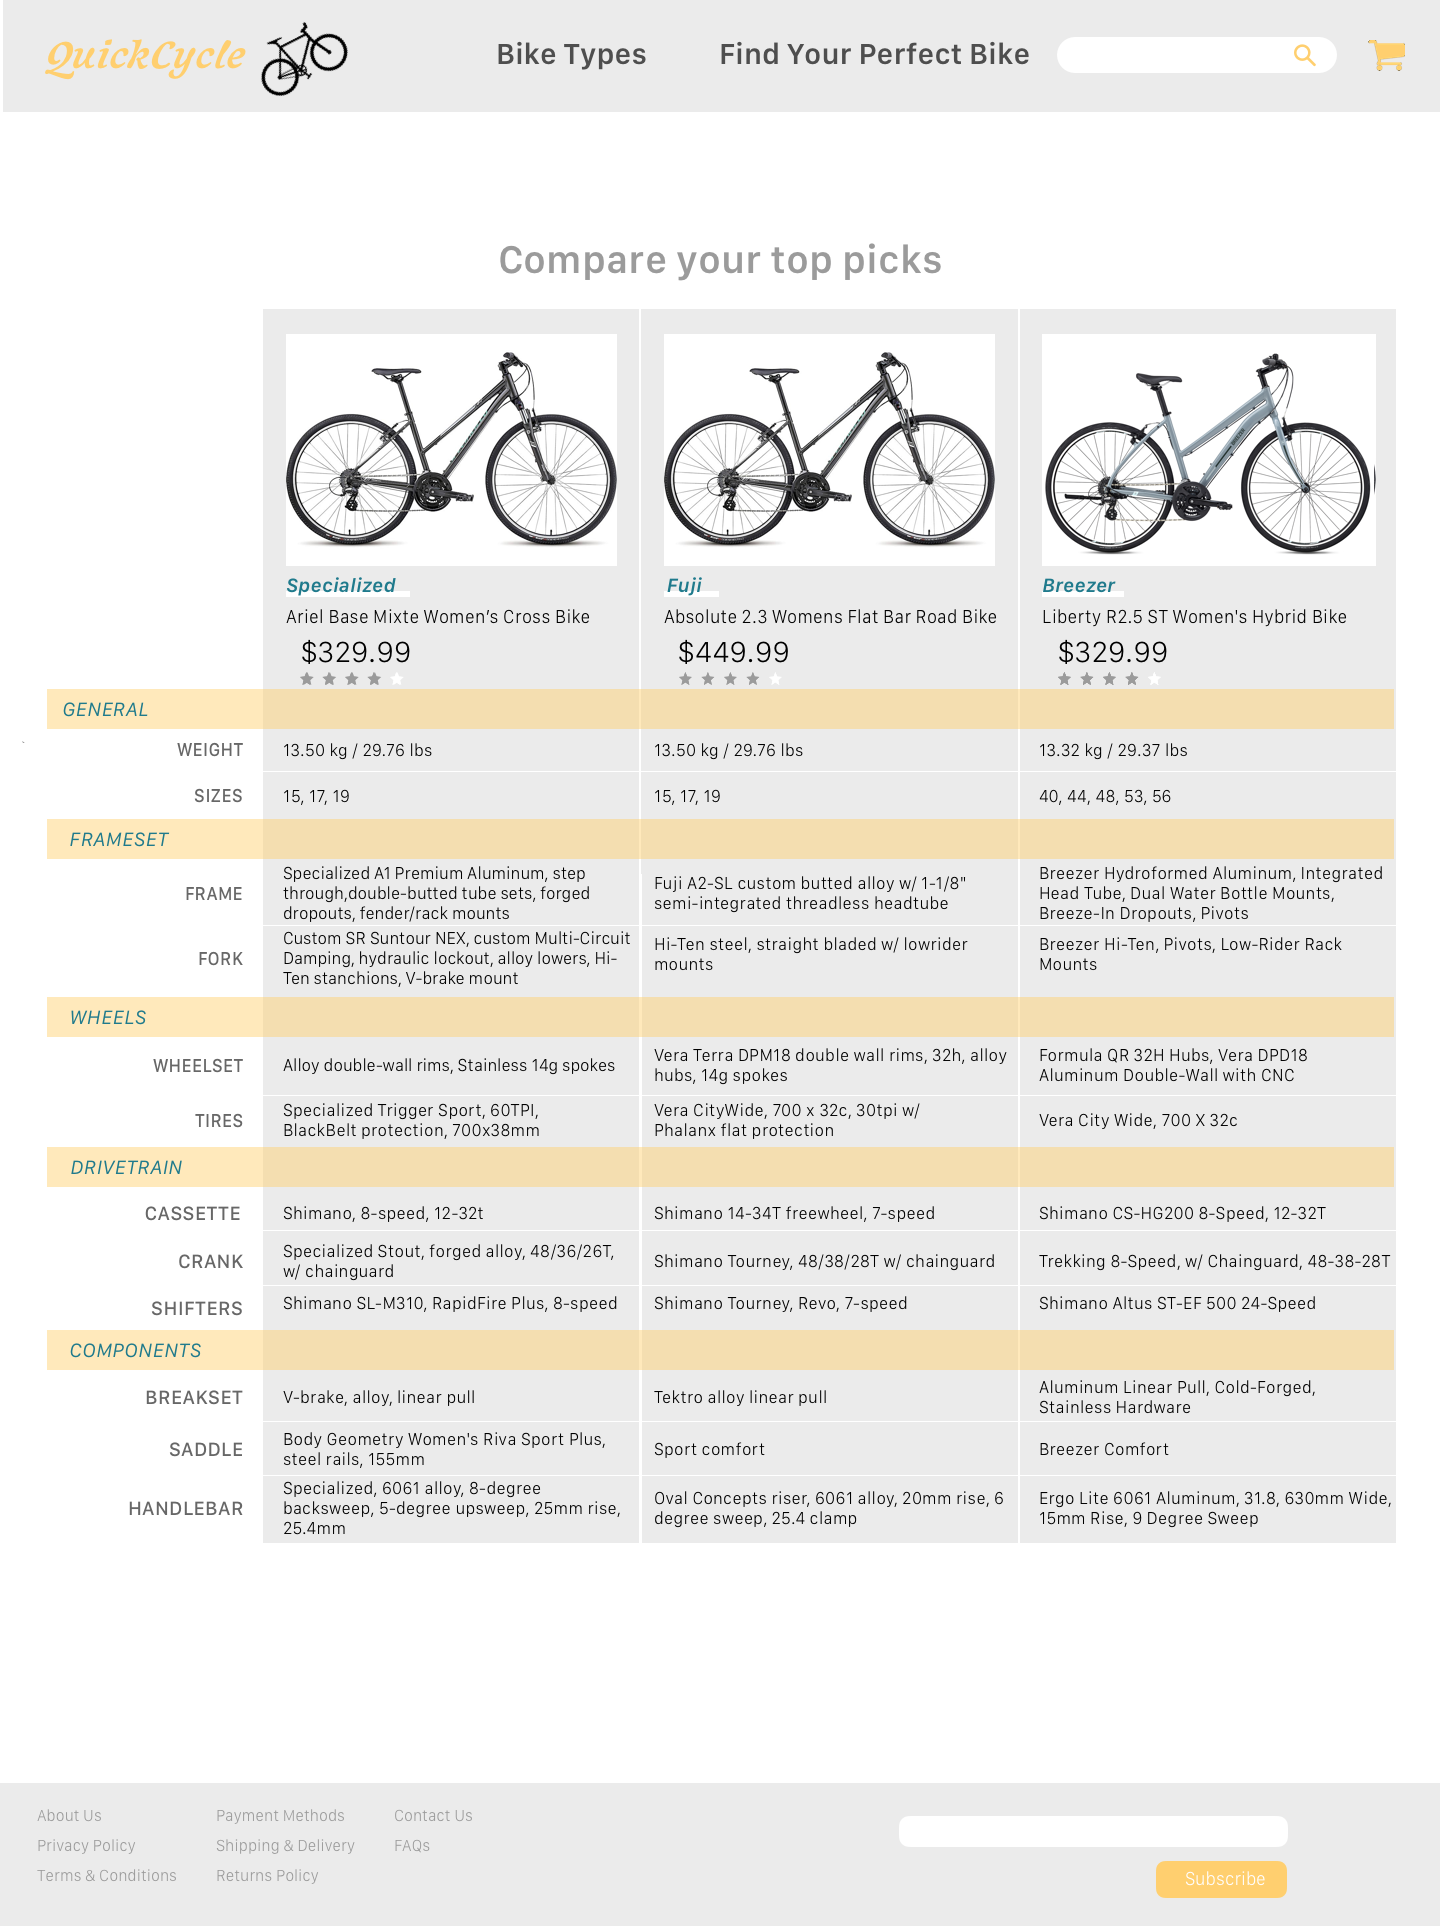 QuickCycle
Bike Types
Find Your Perfect Bike
Compare your top picks
Specialized
Fuji
Breezer
Ariel Base Mixte Women’s Cross Bike
Absolute 2.3 Womens Flat Bar Road Bike
Liberty R2.5 ST Women's Hybrid Bike
$329.99
$449.99
$329.99
GENERAL
WEIGHT
13.50 kg / 29.76 lbs
13.50 kg / 29.76 lbs
13.32 kg / 29.37 lbs
SIZES
15, 17, 19
15, 17, 19
40, 44, 48, 53, 56
FRAMESET
FRAME
Specialized A1 Premium Aluminum, step
through,double-butted tube sets, forged
dropouts, fender/rack mounts
Fuji A2-SL custom butted alloy w/ 1-1/8"
semi-integrated threadless headtube
Breezer Hydroformed Aluminum, Integrated
Head Tube, Dual Water Bottle Mounts,
Breeze-In Dropouts, Pivots
FORK
Custom SR Suntour NEX, custom Multi-Circuit
Damping, hydraulic lockout, alloy lowers, Hi-
Ten stanchions, V-brake mount
Hi-Ten steel, straight bladed w/ lowrider
mounts
Breezer Hi-Ten, Pivots, Low-Rider Rack
Mounts
WHEELS
WHEELSET
Alloy double-wall rims, Stainless 14g spokes
Vera Terra DPM18 double wall rims, 32h, alloy
hubs, 14g spokes
Formula QR 32H Hubs, Vera DPD18
Aluminum Double-Wall with CNC
TIRES
Specialized Trigger Sport, 60TPI,
BlackBelt protection, 700x38mm
Vera CityWide, 700 x 32c, 30tpi w/
Phalanx flat protection
Vera City Wide, 700 X 32c
DRIVETRAIN
CASSETTE
Shimano, 8-speed, 12-32t
Shimano 14-34T freewheel, 7-speed
Shimano CS-HG200 8-Speed, 12-32T
CRANK
Specialized Stout, forged alloy, 48/36/26T,
w/ chainguard
Shimano Tourney, 48/38/28T w/ chainguard
Trekking 8-Speed, w/ Chainguard, 48-38-28T
SHIFTERS
Shimano SL-M310, RapidFire Plus, 8-speed
Shimano Tourney, Revo, 7-speed
Shimano Altus ST-EF 500 24-Speed
COMPONENTS
BREAKSET
V-brake, alloy, linear pull
Tektro alloy linear pull
Aluminum Linear Pull, Cold-Forged,
Stainless Hardware
SADDLE
Body Geometry Women's Riva Sport Plus,
steel rails, 155mm
Sport comfort
Breezer Comfort
HANDLEBAR
Specialized, 6061 alloy, 8-degree
backsweep, 5-degree upsweep, 25mm rise,
25.4mm
Oval Concepts riser, 6061 alloy, 20mm rise, 6
degree sweep, 25.4 clamp
Ergo Lite 6061 Aluminum, 31.8, 630mm Wide,
15mm Rise, 9 Degree Sweep
About Us
Payment Methods
Contact Us
Privacy Policy
Shipping & Delivery
FAQs
Terms & Conditions
Returns Policy
Subscribe